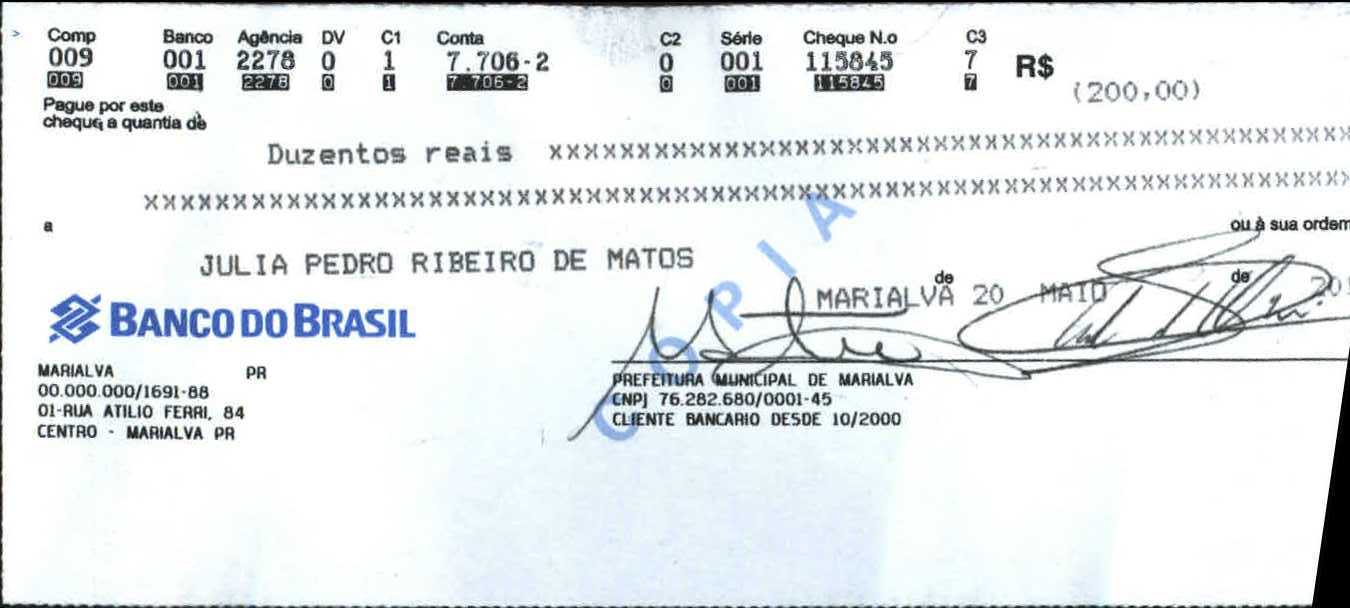 Comp Banco Agência DV C1 Conta C2 Série Cheque N.o C3
009 001 2278 0 1 7.706-2 0 001 115845 7 R$
009 001 2278 0 1 7.706-2 0 001 115845 7
(200,00)
Pague por este
cheque a quantia de
Duzentos reais xxxxxxxxxxxxxxxxxxxxxxxxxxxxxxxxxxxxxxxxxxxxx
xxxxxxxxxxxxxxxxxxxxxxxxxxxxxxxxxxxxxxxxxxxxxxxxxxxxxxxxxxxxxxxxxxxx
a ou à sua ordem
JULIA PEDRO RIBEIRO DE MATOS
MARIALVA de 20 MAIO de
COPIA
BANCO DO BRASIL
MARIALVA PR
00.000.000/1691-88
01-RUA ATILIO FERRI, 84
CENTRO - MARIALVA PR
PREFEITURA MUNICIPAL DE MARIALVA
CNPJ 76.282.680/0001-45
CLIENTE BANCARIO DESDE 10/2000